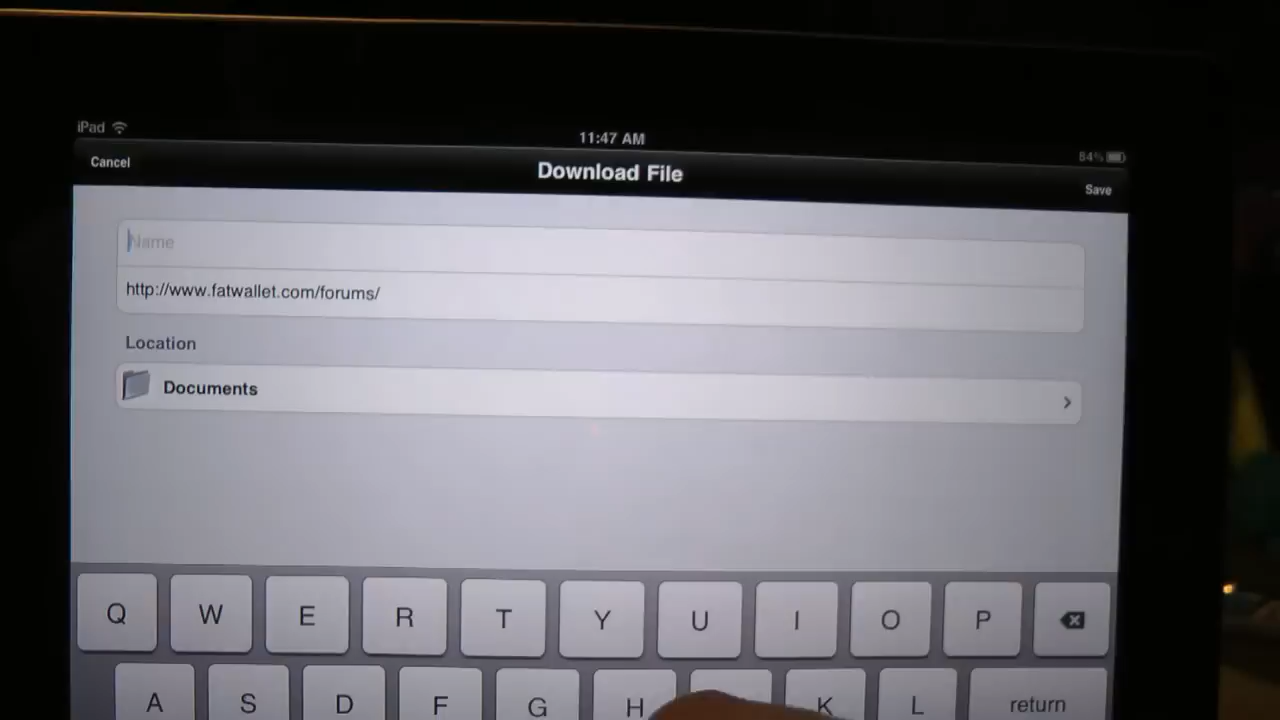 iPad
11:47 AM
84%
Cancel
Download File
Save
Name
http://www.fatwallet.com/forums/
Location
Documents
Q W E R T Y U I O P
A S D F G H K L return